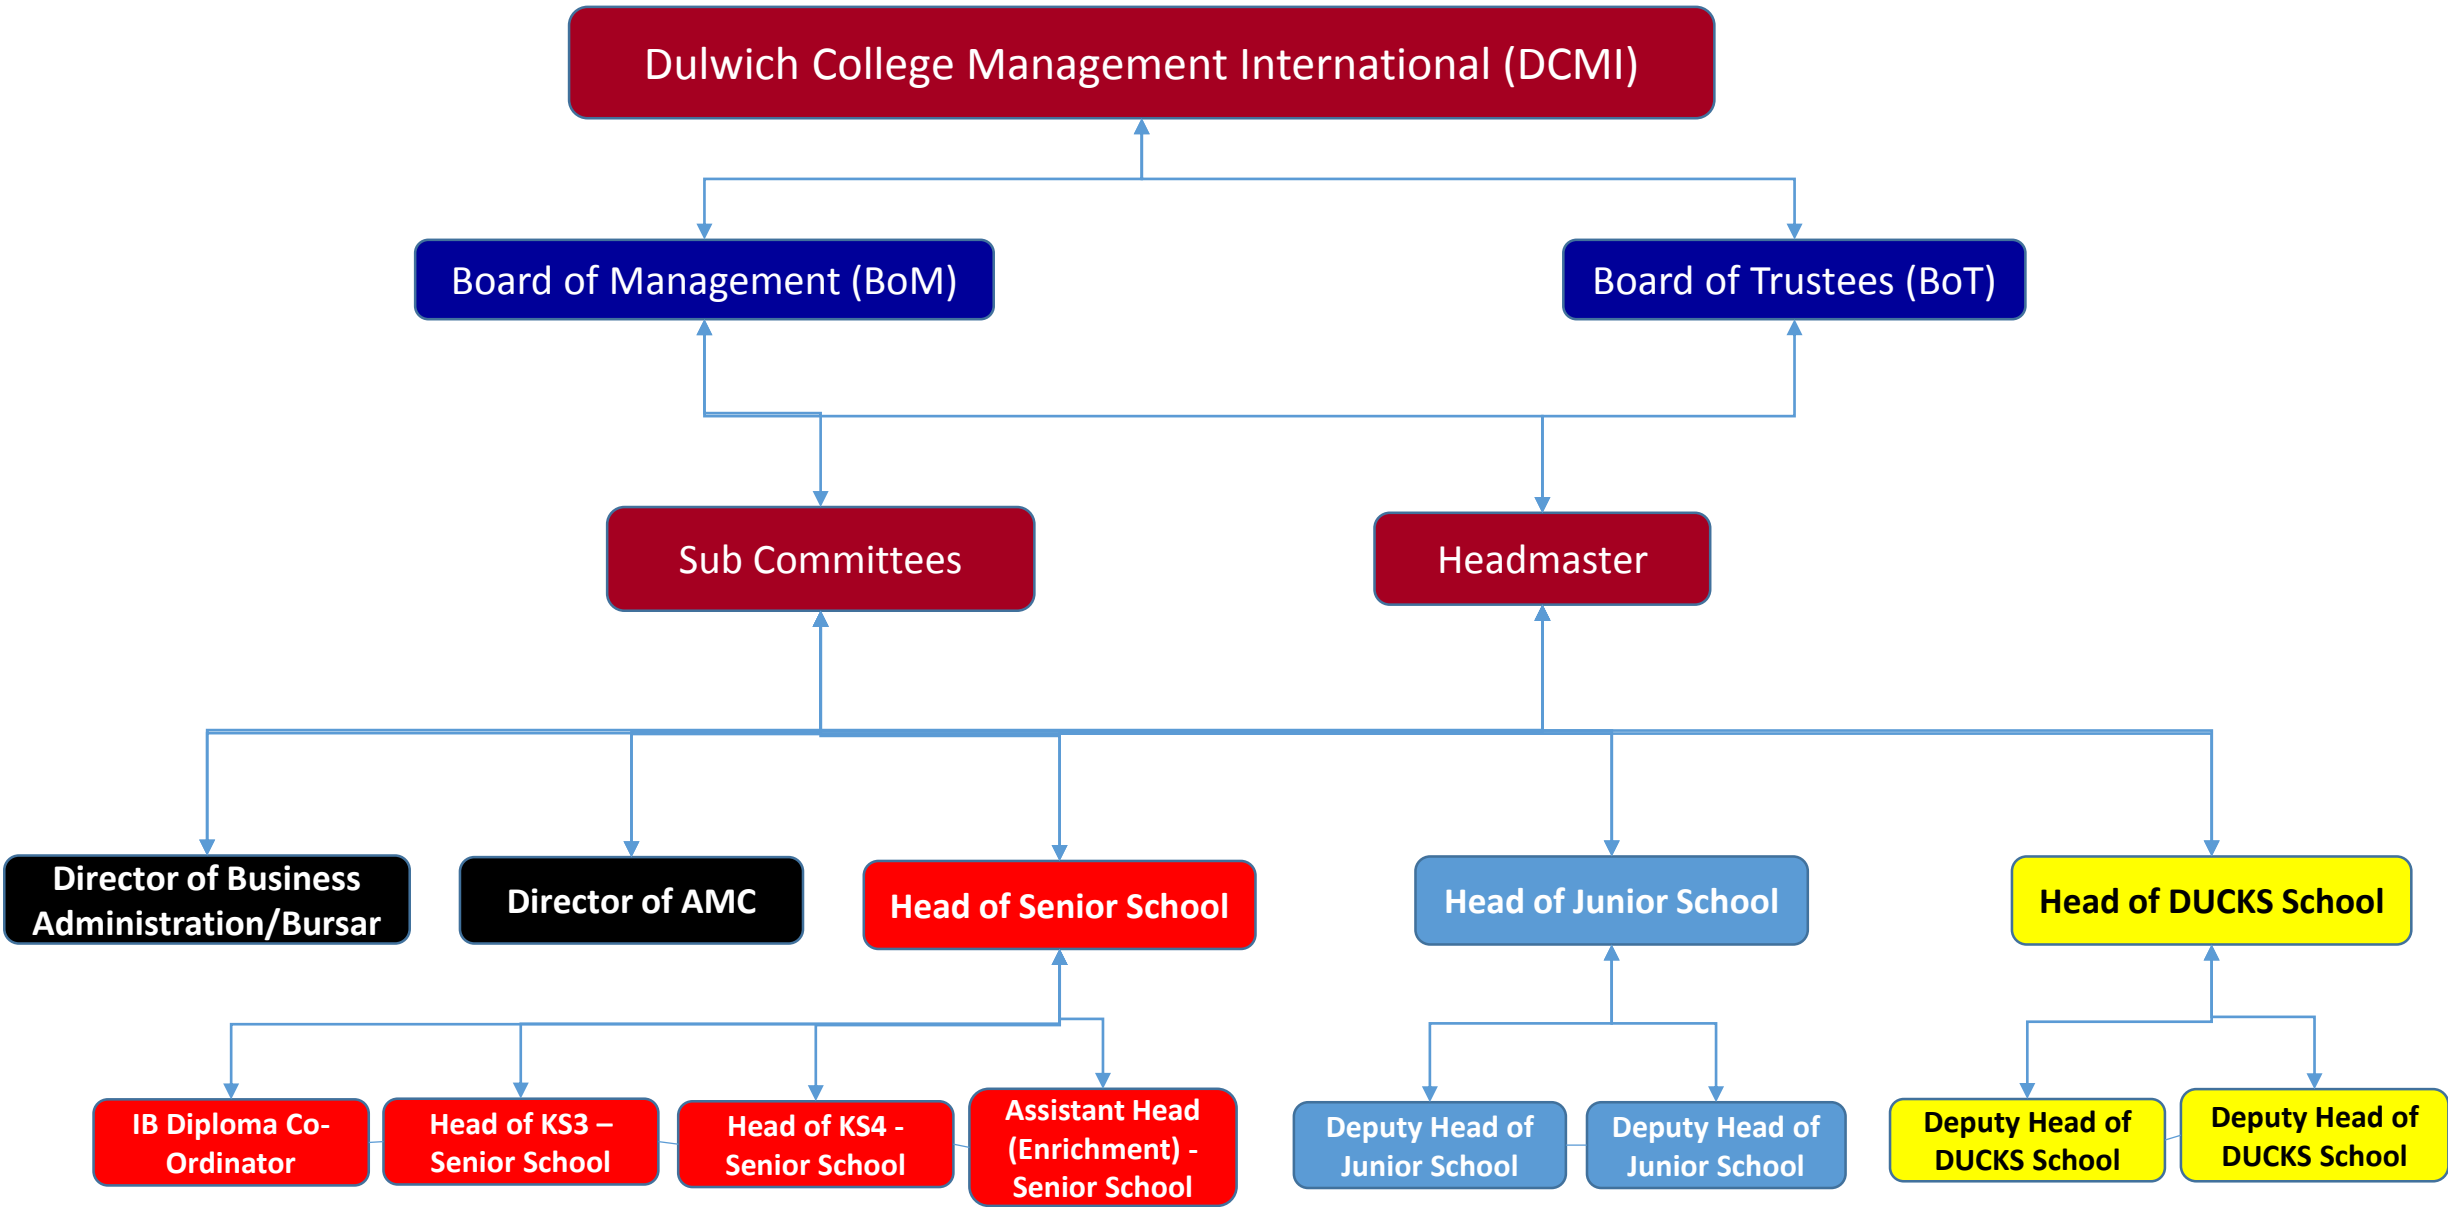 Dulwich College Management International (DCMI)
Board of Management (BoM)
Board of Trustees (BoT)
Sub Committees
Headmaster
Director of Business
Administration/Bursar
Director of AMC
Head of Senior School
Head of Junior School
Head of DUCKS School
IB Diploma Co-
Ordinator
Head of KS3 –
Senior School
Head of KS4 -
Senior School
Assistant Head
(Enrichment) -
Senior School
Deputy Head of
Junior School
Deputy Head of
Junior School
Deputy Head of
DUCKS School
Deputy Head of
DUCKS School